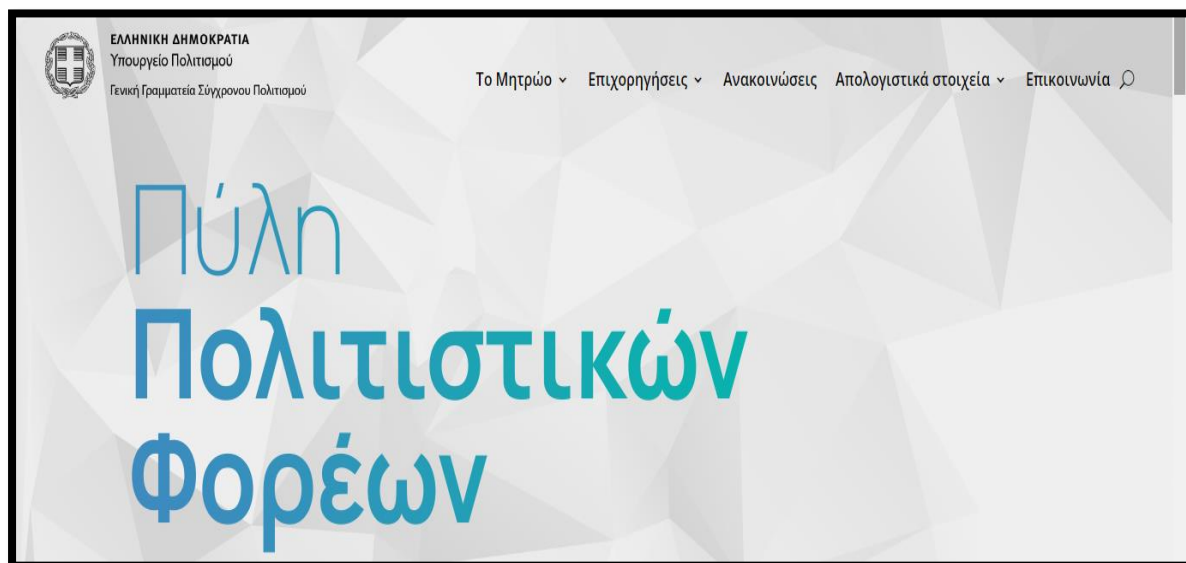 ΕΛΛΗΝΙΚΗ ΔΗΜΟΚΡΑΤΙΑ
Υπουργείο Πολιτισμού
Γενική Γραμματεία Σύγχρονου Πολιτισμού
Το Μητρώο Επιχορηγήσεις Ανακοινώσεις Απολογιστικά στοιχεία Επικοινωνία
Πύλη
Πολιτιστικών
Φορέων